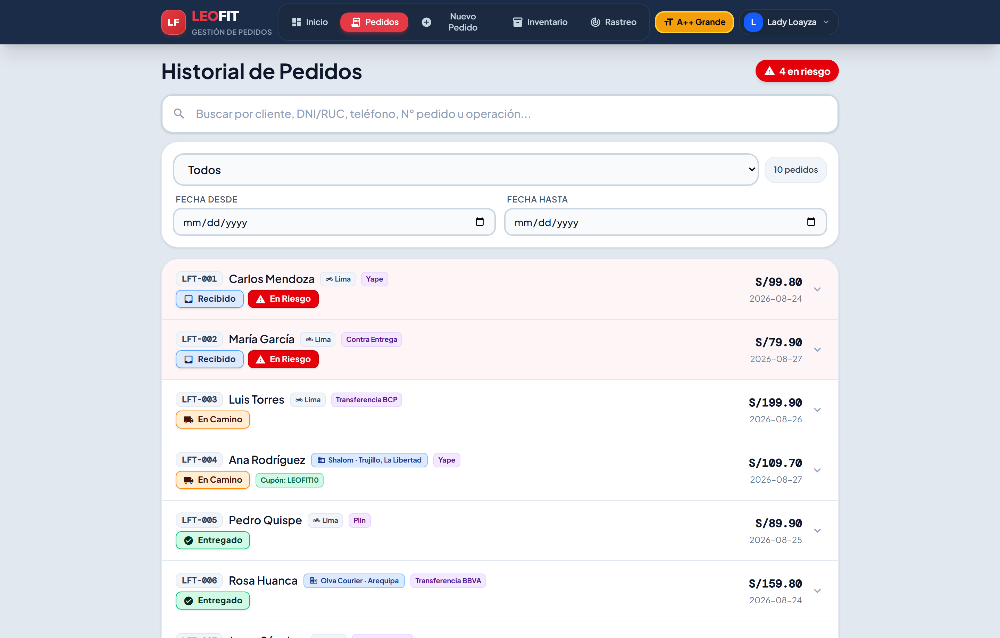 LF
LEOFIT
GESTIÓN DE PEDIDOS
Inicio
Pedidos
Nuevo
Pedido
Inventario
Rastreo
A++ Grande
L
Lady Loayza
Historial de Pedidos
4 en riesgo
Buscar por cliente, DNI/RUC, teléfono, N° pedido u operación...
Todos
10 pedidos
FECHA DESDE
FECHA HASTA
mm/dd/yyyy
mm/dd/yyyy
LFT-001 Carlos Mendoza Lima Yape
S/99.80
Recibido En Riesgo
2026-08-24
LFT-002 María García Lima Contra Entrega
S/79.90
Recibido En Riesgo
2026-08-27
LFT-003 Luis Torres Lima Transferencia BCP
S/199.90
En Camino
2026-08-26
LFT-004 Ana Rodríguez Shalom · Trujillo, La Libertad Yape
S/109.70
En Camino Cupón: LEOFIT10
2026-08-27
LFT-005 Pedro Quispe Lima Plin
S/89.90
Entregado
2026-08-25
LFT-006 Rosa Huanca Olva Courier · Arequipa Transferencia BBVA
S/159.80
Entregado
2026-08-24